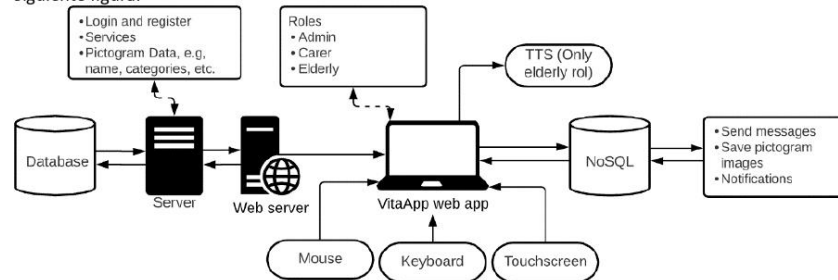 siguiente figura:
•Login and register
•Services
•Pictogram Data, e.g,
name, categories, etc.
Roles
•Admin
•Carer
•Elderly
TTS (Only
elderly rol)
Database
Server
Web server
VitaApp web app
NoSQL
•Send messages
•Save pictogram
images
•Notifications
Mouse
Keyboard
Touchscreen